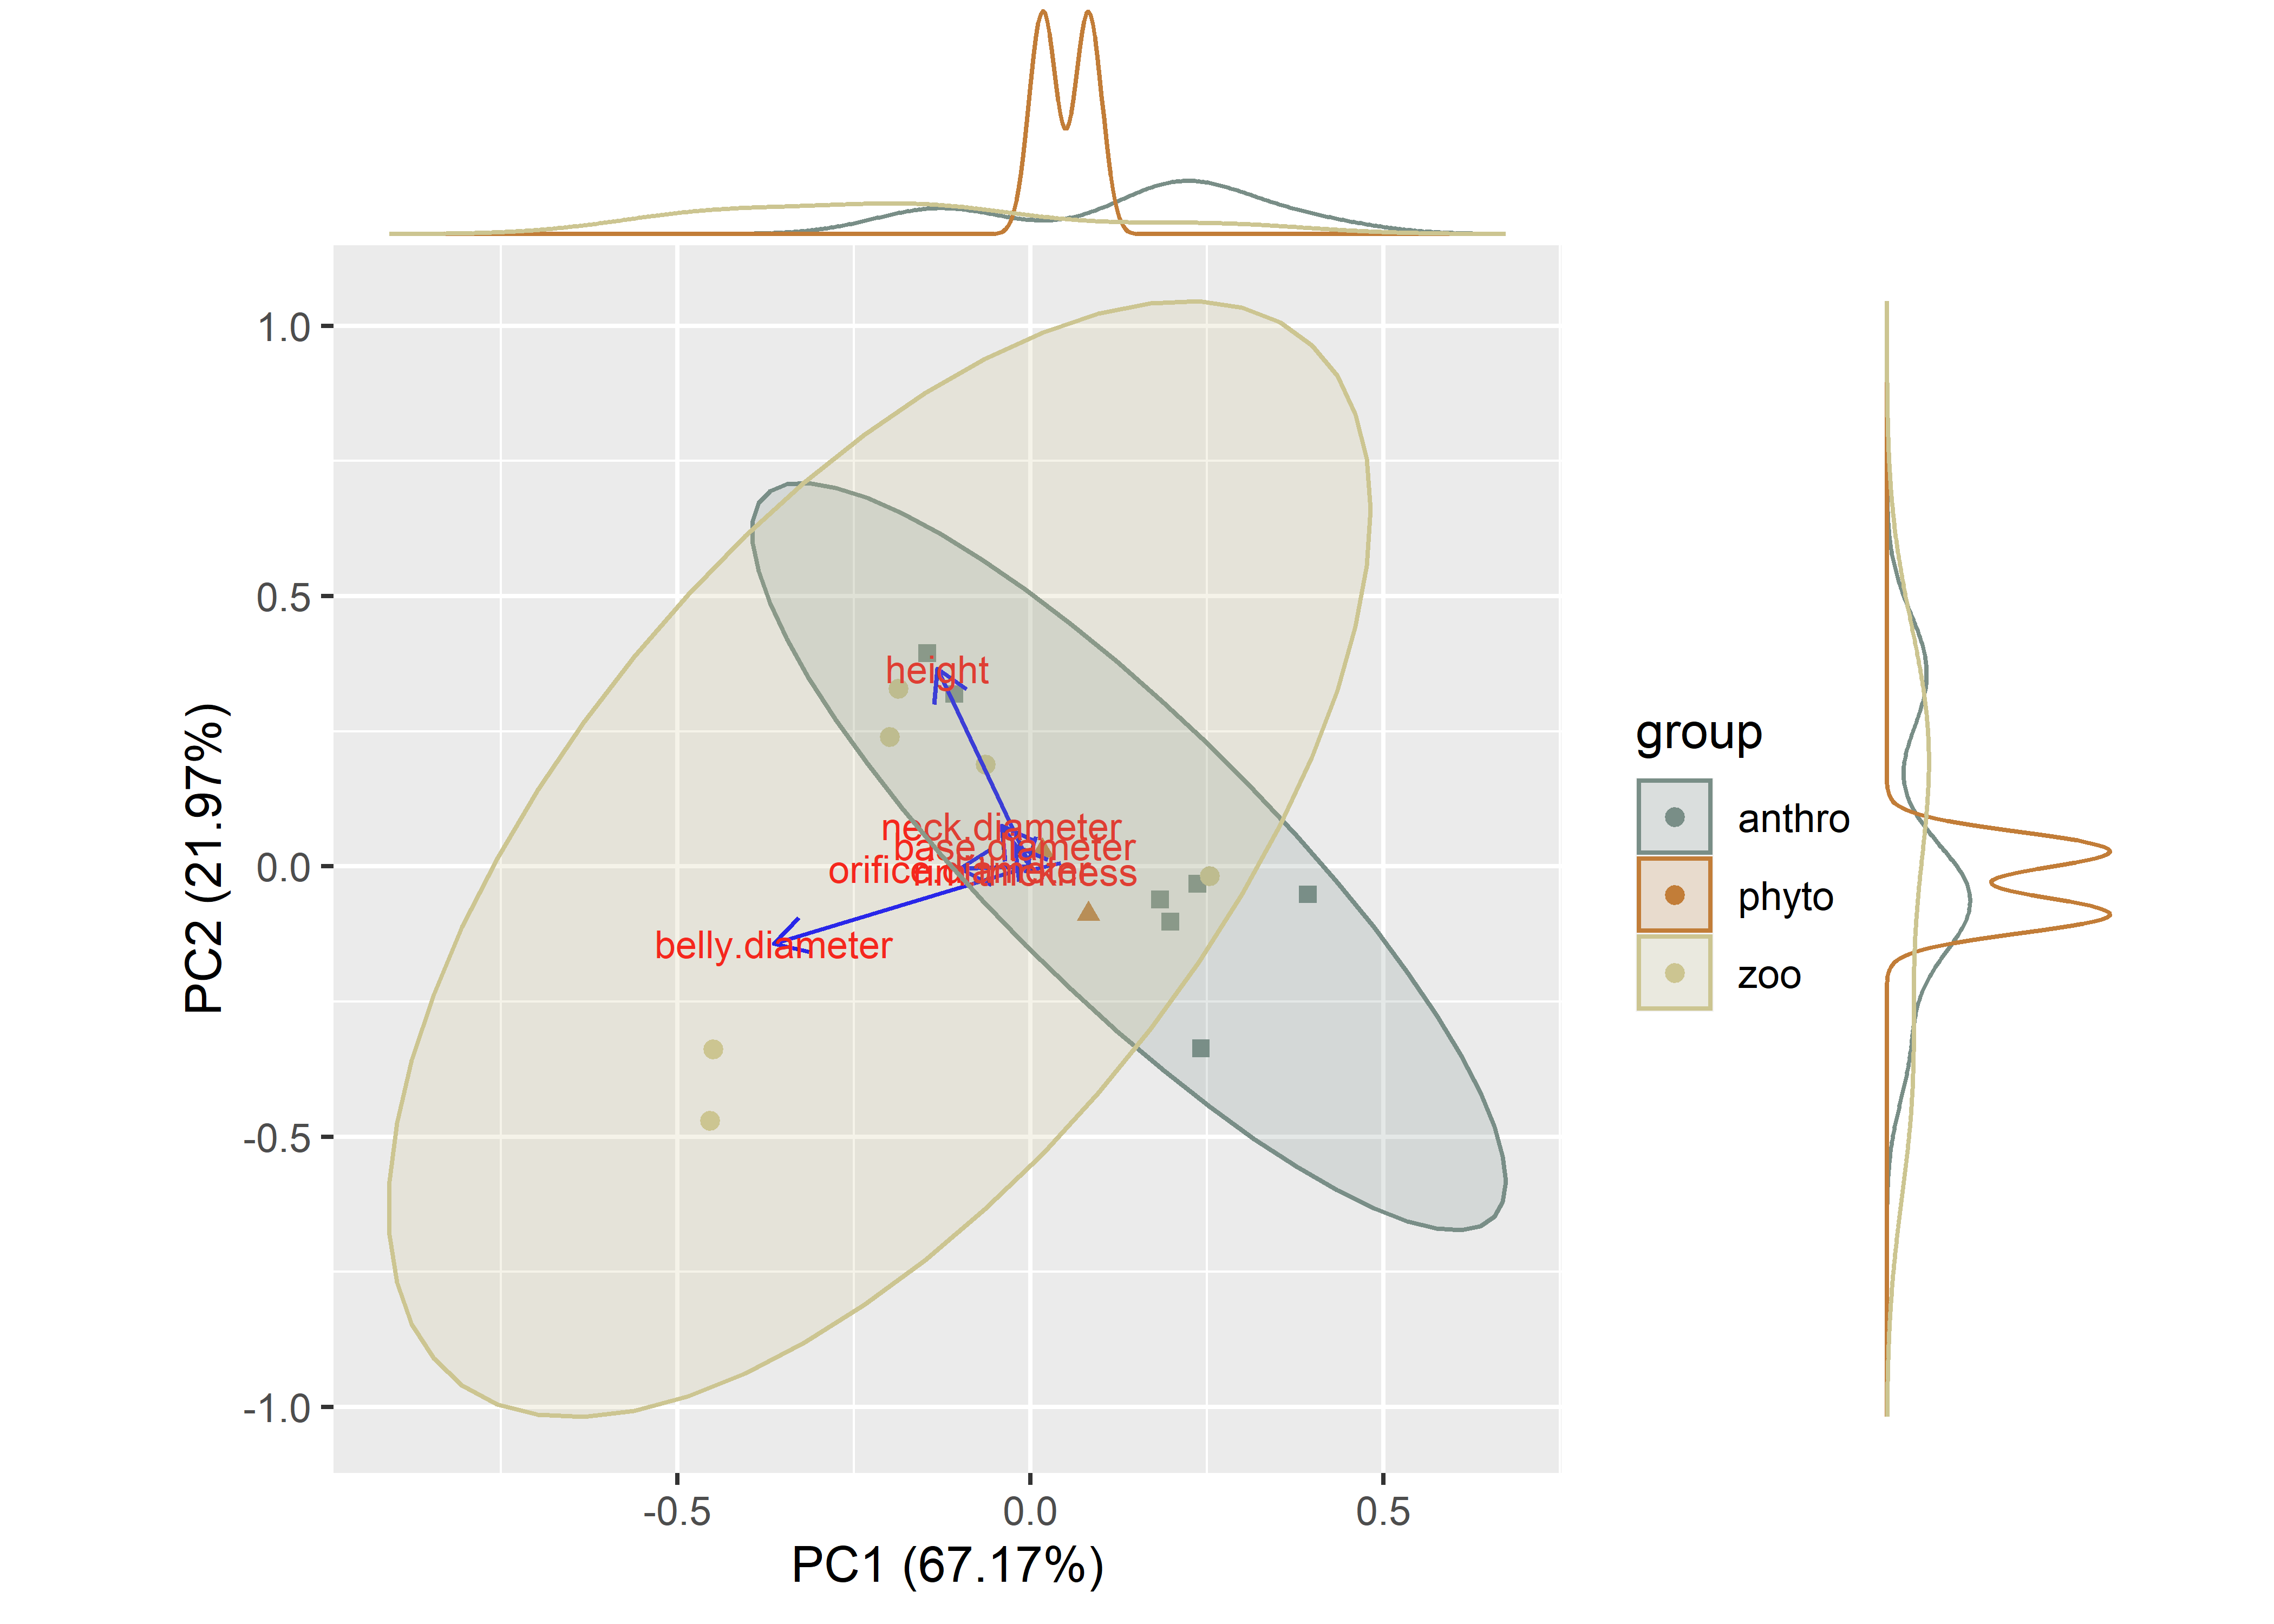 1.0
0.5
0.0
-0.5
-1.0
PC2 (21.97%)
height
neck.diameter
base.diameter
belly.diameter
-0.5
0.0
0.5
PC1 (67.17%)
group
anthro
phyto
zoo